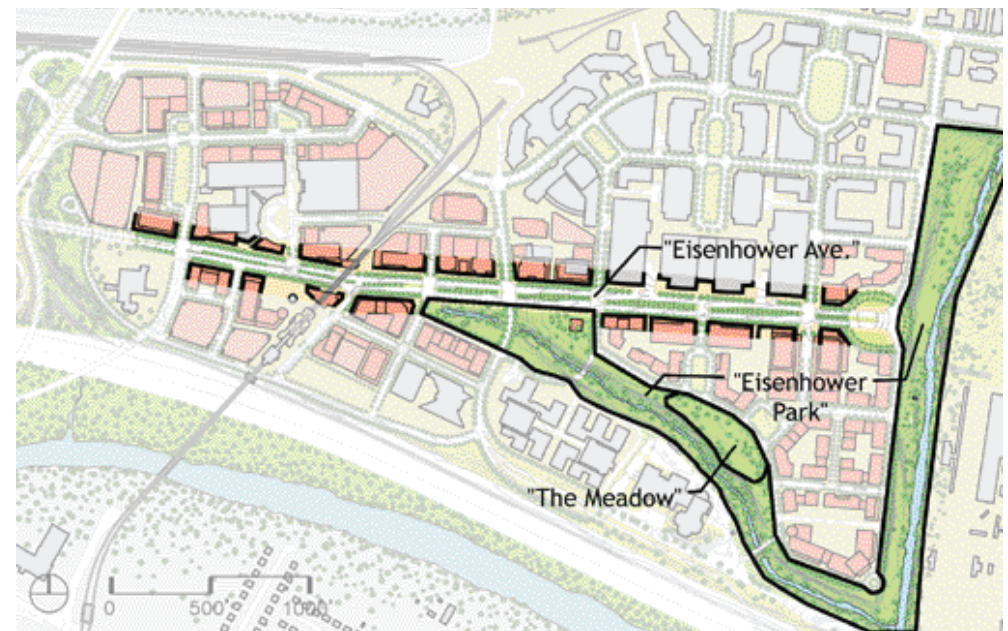 "Eisenhower Ave."
"Eisenhower
Park"
"The Meadow"
0 500 1000